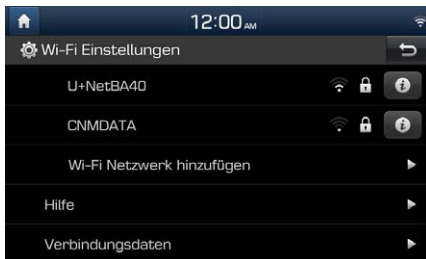 12:00 AM
Wi-Fi Einstellungen
U+NetBA40
CNMDATA
Wi-Fi Netzwerk hinzufügen
Hilfe
Verbindungsdaten